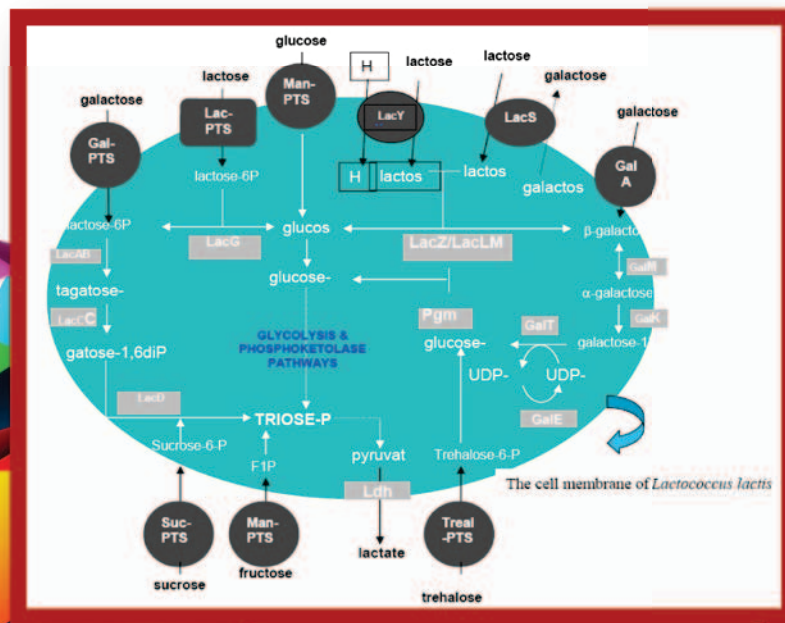 glucose
lactose
Man-
PTS
H
lactose
lactose
galactose
galactose
galactose
Lac-
PTS
LacY
LacS
Gal-
PTS
Gal
A
lactose-6P
H
lactos
lactos
galactos
lactose-6P
LacG
glucos
LacZ/LacLM
β-galacto
LacAB
GalM
tagatose-
glucose-
α-galactose
LacCC
Pgm
GalT
GalK
gatose-1,6diP
GLYCOLYSIS &
PHOSPHOKETOLASE
PATHWAYS
glucose-
galactose-1
UDP-
UDP-
LacD
GalE
TRIOSE-P
Sucrose-6-P
pyruvat
Trehalose-6-P
F1P
Ldh
The cell membrane of Lactococcus lactis
Suc-
PTS
Man-
PTS
Treal
-PTS
lactate
sucrose
fructose
trehalose